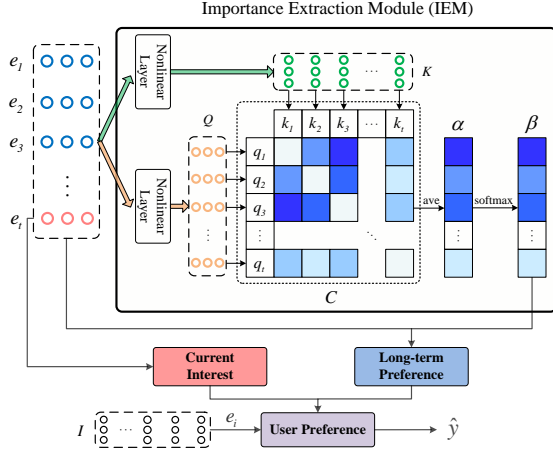 Importance Extraction Module (IEM)
e1
e2
e3
⋮
et
Nonlinear
Layer
Nonlinear
Layer
K
Q
k1 k2 k3 ⋯ kt
q1
q2
q3
⋮
qt
C
ave
α
softmax
β
Current
Interest
Long-term
Preference
I
ei
User Preference
ŷ